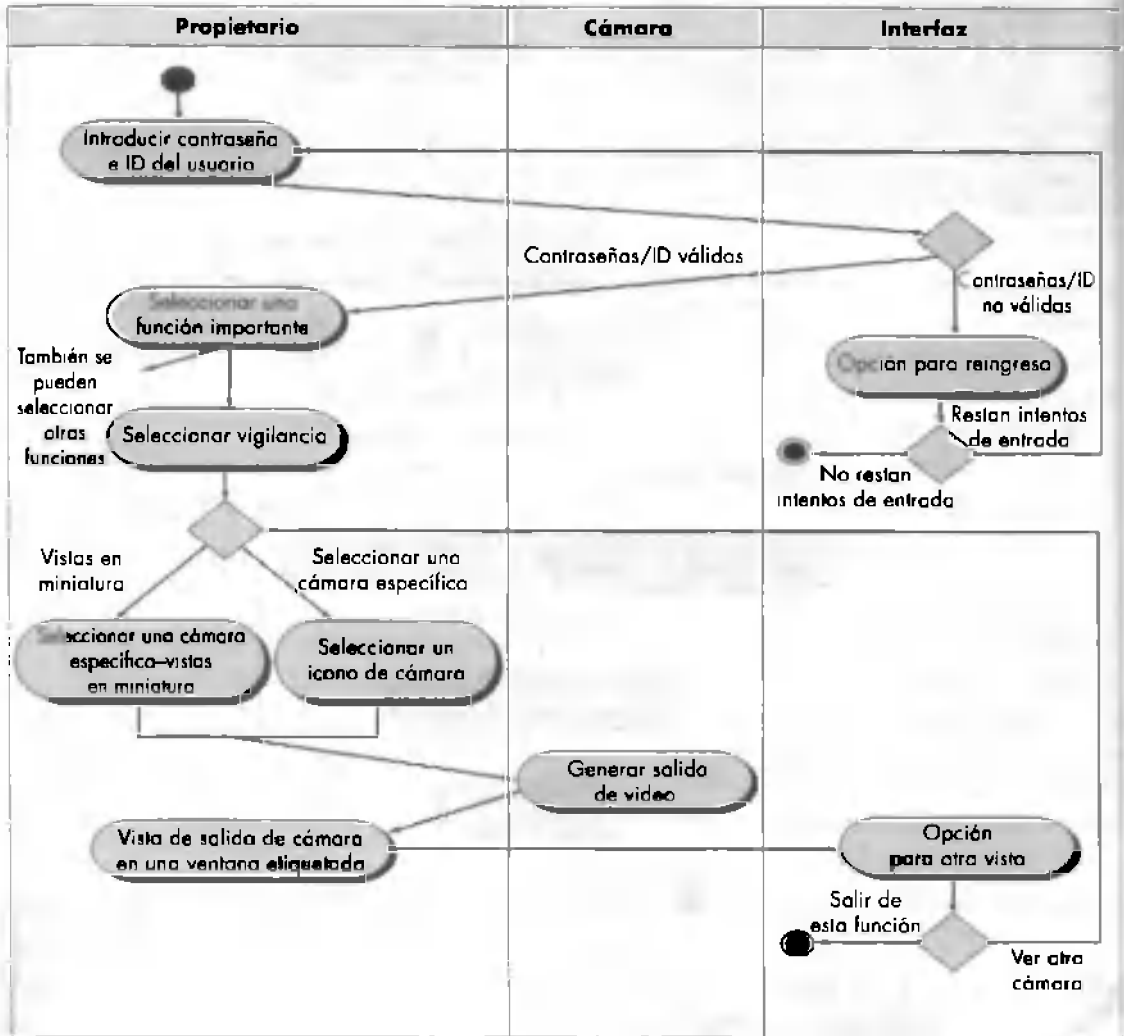 Propietario
Cámara
Interfaz
Introducir contraseña
e ID del usuario
Contraseñas/ID válidas
Contraseñas/ID
no válidas
Seleccionar una
función importante
Opción para reingreso
También se
pueden
seleccionar
otras
funciones
Seleccionar vigilancia
Restan intentos
de entrada
No restan
intentos de entrada
Vistas en
miniatura
Seleccionar una
cámara específica
Seleccionar una cámara
específica–vistas
en miniatura
Seleccionar un
icono de cámara
Generar salida
de video
Vista de salida de cámara
en una ventana etiquetada
Opción
para otra vista
Salir de
esta función
Ver otra
cámara